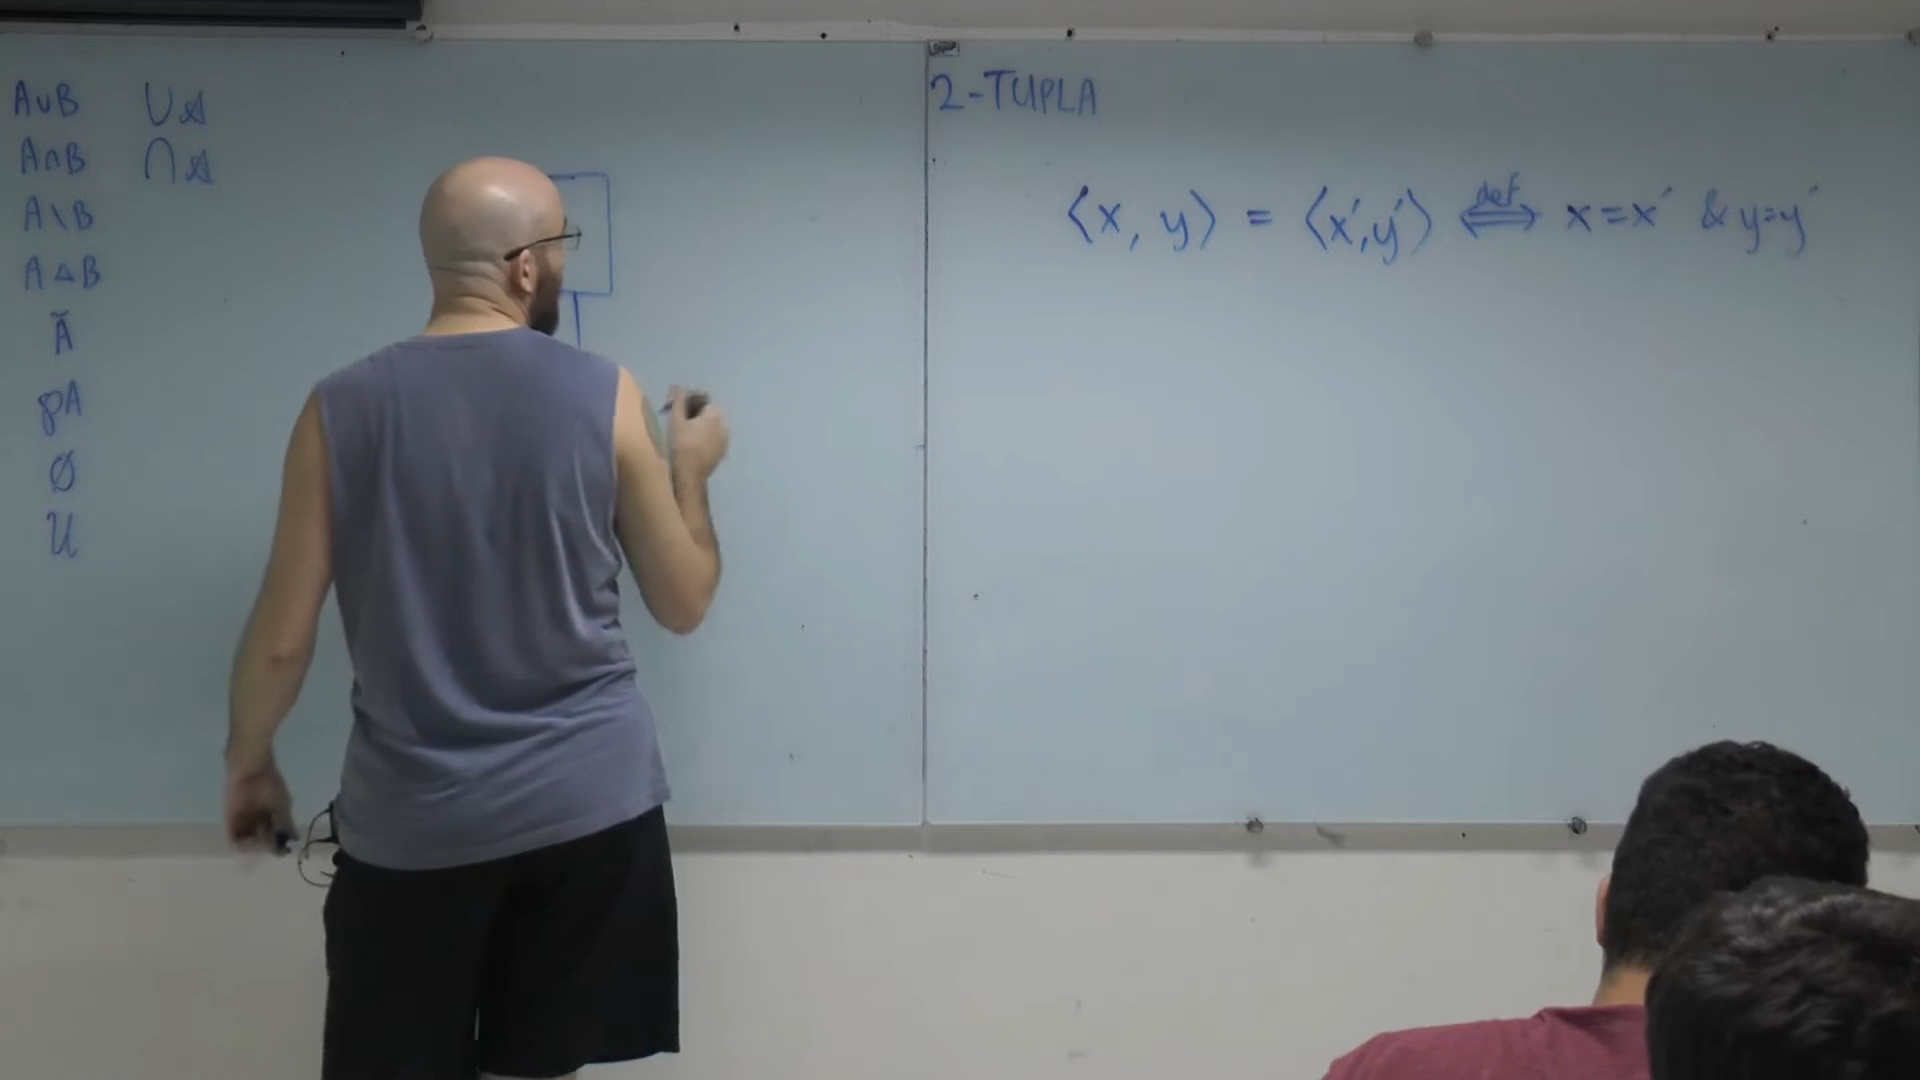 A∪B ⋃𝒜
A∩B ⋂𝒜
A\B
A△B
Ã
℘A
∅
𝒰
2-TUPLA
⟨x, y⟩ = ⟨x′,y′⟩ def⟺ x=x′ & y=y′